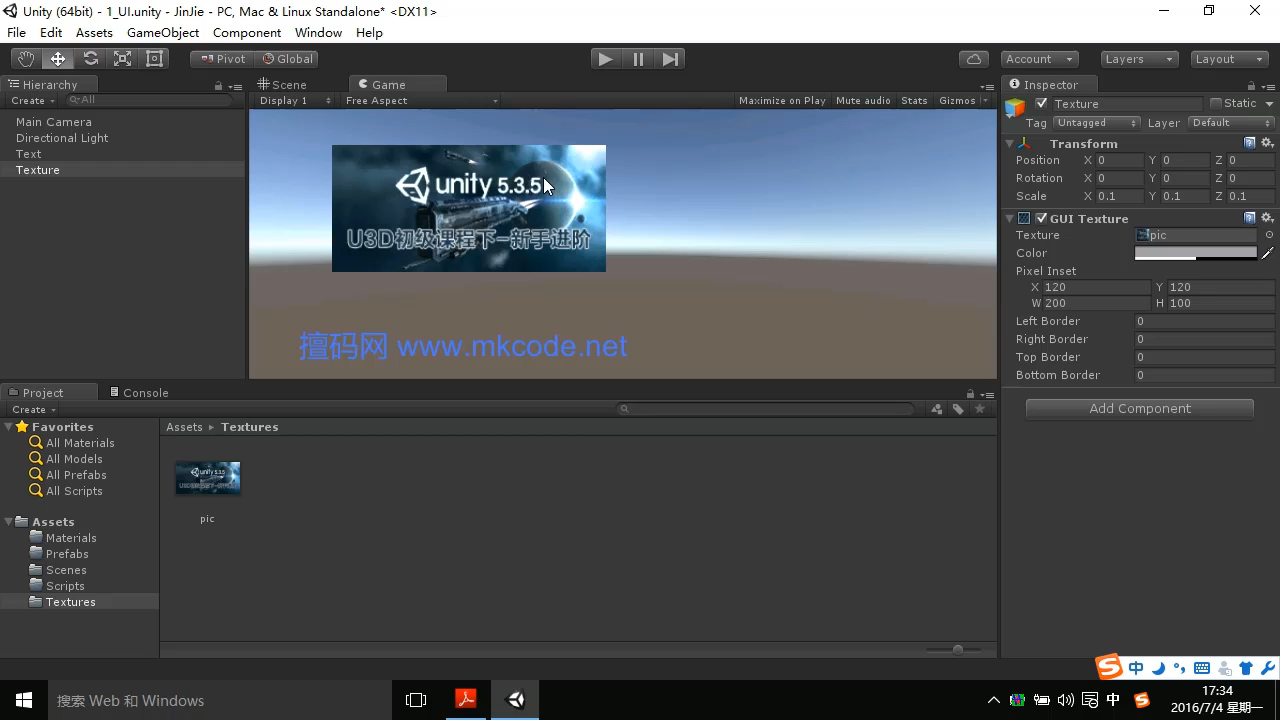 Unity (64bit) - 1_UI.unity - JinJie - PC, Mac & Linux Standalone* <DX11>
File Edit Assets GameObject Component Window Help
Pivot Global Account Layers Layout
Hierarchy
Create All
Main Camera
Directional Light
Text
Texture
Scene Game
Display 1 Free Aspect Maximize on Play Mute audio Stats Gizmos
unity 5.3.5
U3D初级课程下-新手进阶
擅码网 www.mkcode.net
Inspector
Texture Static
Tag Untagged Layer Default
Transform
Position X 0 Y 0 Z 0
Rotation X 0 Y 0 Z 0
Scale X 0.1 Y 0.1 Z 0.1
GUI Texture
Texture pic
Color
Pixel Inset
X 120 Y 120
W 200 H 100
Left Border 0
Right Border 0
Top Border 0
Bottom Border 0
Add Component
Project Console
Create
Favorites
All Materials
All Models
All Prefabs
All Scripts
Assets
Materials
Prefabs
Scenes
Scripts
Textures
Assets ▸ Textures
pic
中
搜索 Web 和 Windows
中
17:34
2016/7/4 星期一